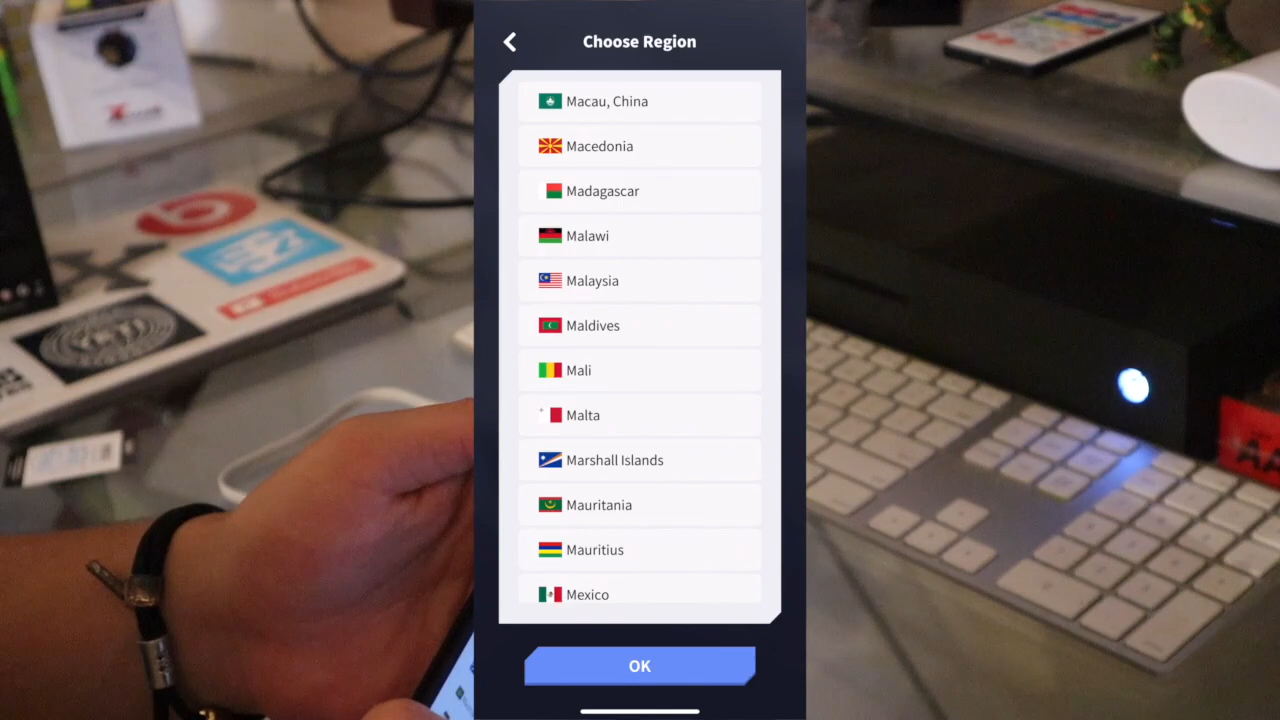 Choose Region
Macau, China
Macedonia
Madagascar
Malawi
Malaysia
Maldives
Mali
Malta
Marshall Islands
Mauritania
Mauritius
Mexico
OK